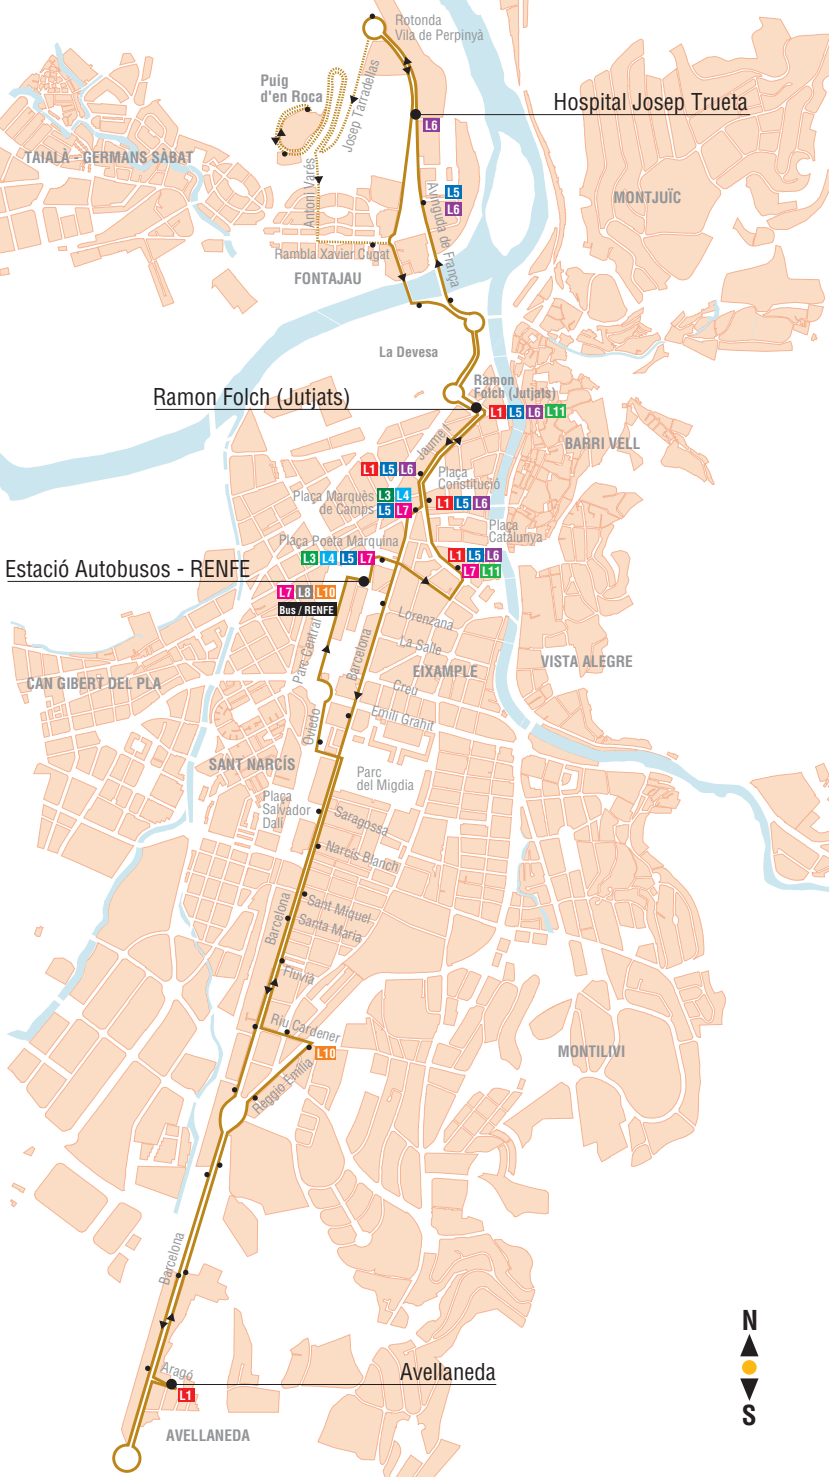 Rotonda
Vila de Perpinyà
Puig
d'en Roca
Josep Tarradellas
Hospital Josep Trueta
L6
TAIALÀ - GERMANS SÀBAT
Antoni Varés
L5
L6
MONTJUÏC
Avinguda de França
Rambla Xavier Cugat
FONTAJAU
La Devesa
Ramon
Folch (Jutjats)
Ramon Folch (Jutjats)
L1 L5 L6 L11
Jaume I
BARRI VELL
L1 L5 L6
Plaça
Constitució
Plaça Marquès
de Camps
L3 L4
L5 L7
L1 L5 L6
Plaça
Catalunya
Plaça Poeta Marquina
L3 L4 L5 L7
L1 L5 L6
L7 L11
Estació Autobusos - RENFE
L7 L8 L10
Bus / RENFE
Lorenzana
Parc Central
Barcelona
La Salle
EIXAMPLE
VISTA ALEGRE
CAN GIBERT DEL PLA
Creu
Emili Grahit
Oviedo
SANT NARCÍS
Parc
del Migdia
Plaça
Salvador
Dalí
Saragossa
Narcís Blanch
Barcelona
Sant Miquel
Santa Maria
Fluvià
Riu Cardener
L10
MONTILIVI
Reggio Emilia
Barcelona
N
S
Aragó
Avellaneda
L1
AVELLANEDA